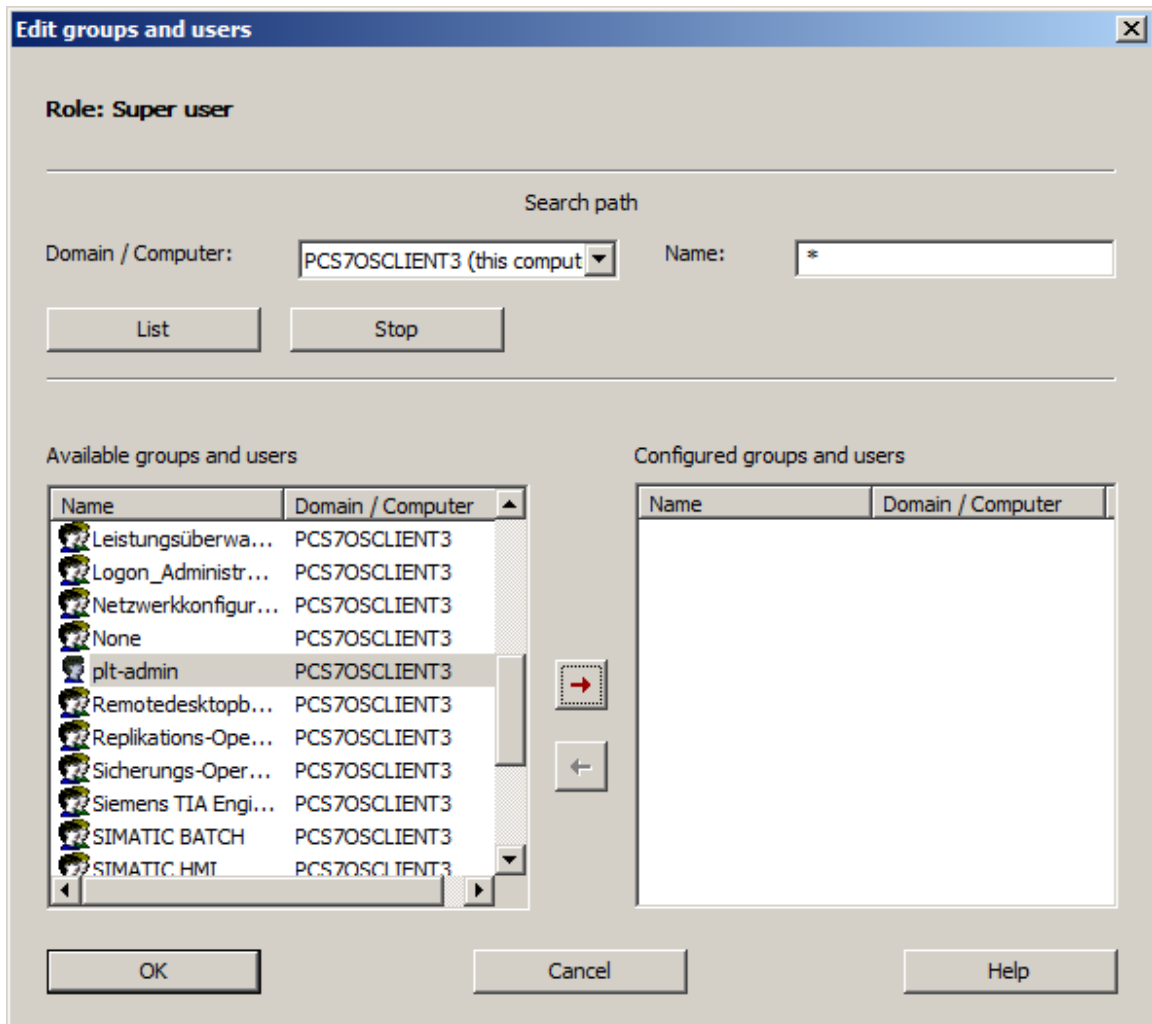 Edit groups and users
Role: Super user
Search path
Domain / Computer: PCS7OSCLIENT3 (this comput Name: *
List Stop
Available groups and users Configured groups and users
Name Domain / Computer Name Domain / Computer
Leistungsüberwa... PCS7OSCLIENT3
Logon_Administr... PCS7OSCLIENT3
Netzwerkkonfigur... PCS7OSCLIENT3
None PCS7OSCLIENT3
plt-admin PCS7OSCLIENT3
Remotedesktopb... PCS7OSCLIENT3
Replikations-Ope... PCS7OSCLIENT3
Sicherungs-Oper... PCS7OSCLIENT3
Siemens TIA Engi... PCS7OSCLIENT3
SIMATIC BATCH PCS7OSCLIENT3
SIMATIC HMI PCS7OSCLIENT3
OK Cancel Help